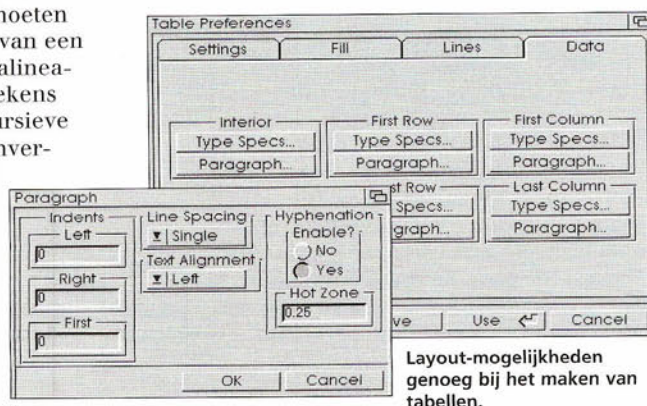 noeten
van een
alinea-
ekens
ursieve
nver-
Table Preferences
Settings Fill Lines Data
Interior First Row First Column
Type Specs... Type Specs... Type Specs...
Paragraph... Paragraph... Paragraph...
st Row Last Column
Specs... Type Specs...
graph... Paragraph...
ve Use Cancel
Paragraph
Indents Line Spacing Hyphenation
Left Single Enable?
0 No
Text Alignment Yes
Right Left
0 Hot Zone
0.25
First
0
OK Cancel
Layout-mogelijkheden
genoeg bij het maken van
tabellen.